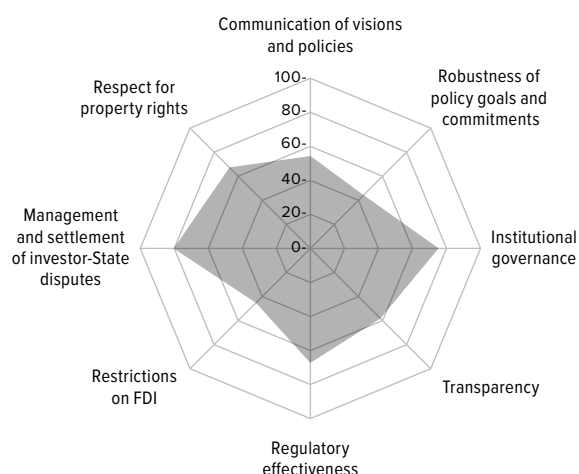 Communication of visions
and policies
Robustness of
policy goals and
commitments
Respect for
property rights
100-
80-
60-
40-
20-
0-
Management
and settlement
of investor-State
disputes
Institutional
governance
Restrictions
on FDI
Transparency
Regulatory
effectiveness